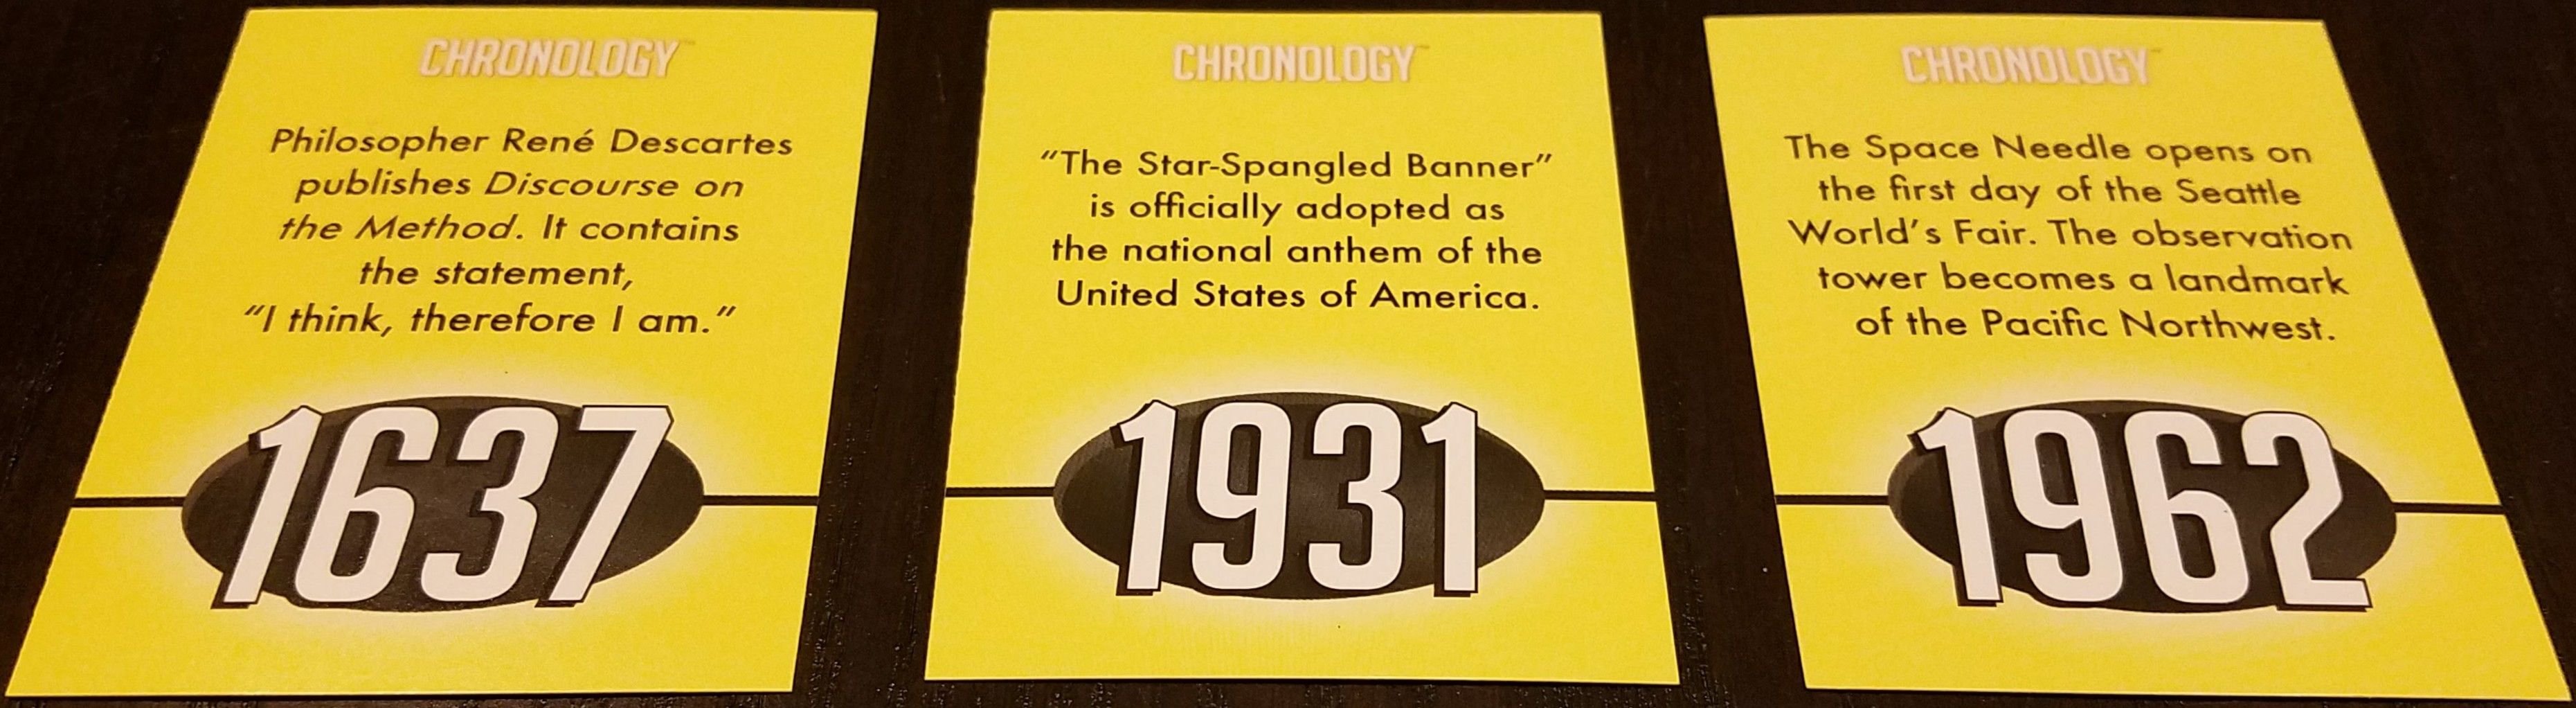 CHRONOLOGY™
Philosopher René Descartes
publishes Discourse on
the Method. It contains
the statement,
“I think, therefore I am.”
1637
CHRONOLOGY™
“The Star-Spangled Banner”
is officially adopted as
the national anthem of the
United States of America.
1931
CHRONOLOGY™
The Space Needle opens on
the first day of the Seattle
World’s Fair. The observation
tower becomes a landmark
of the Pacific Northwest.
1962